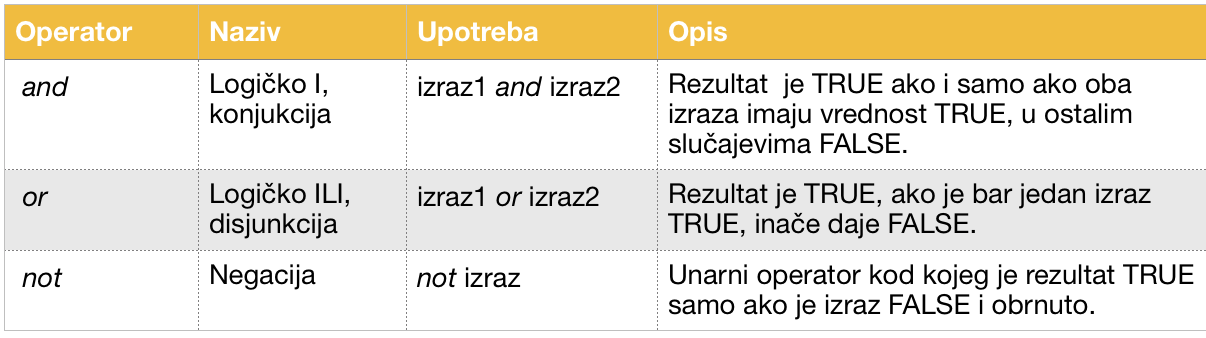 Operator Naziv Upotreba Opis
and Logičko I, izraz1 and izraz2 Rezultat je TRUE ako i samo ako oba
konjukcija izraza imaju vrednost TRUE, u ostalim
slučajevima FALSE.
or Logičko ILI, izraz1 or izraz2 Rezultat je TRUE, ako je bar jedan izraz
disjunkcija TRUE, inače daje FALSE.
not Negacija not izraz Unarni operator kod kojeg je rezultat TRUE
samo ako je izraz FALSE i obrnuto.